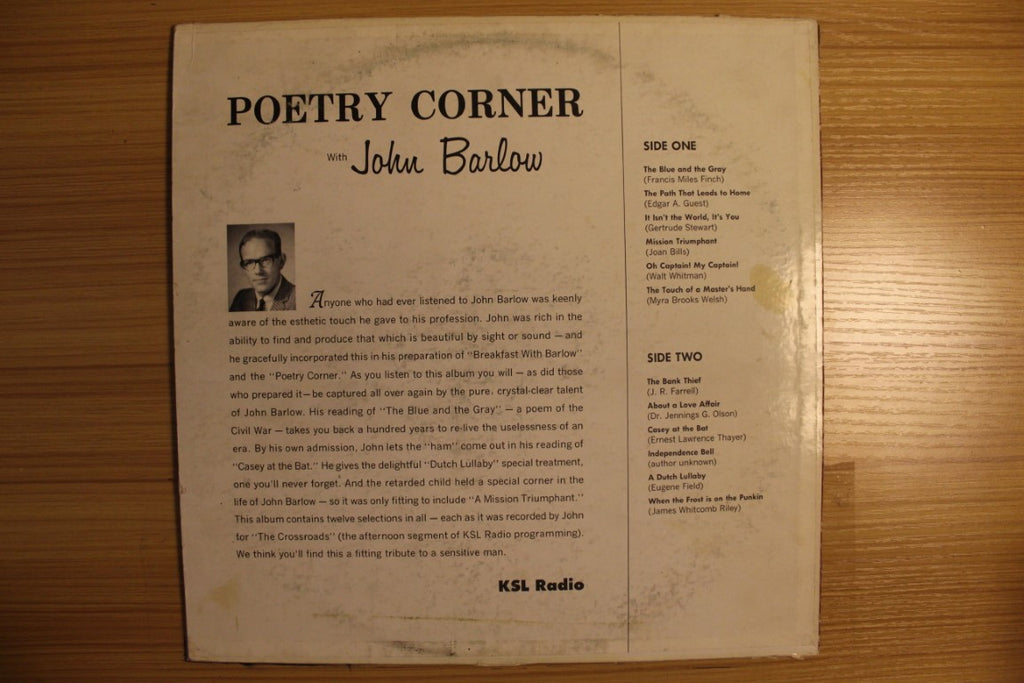 POETRY CORNER
With John Barlow
Anyone who had ever listened to John Barlow was keenly
aware of the esthetic touch he gave to his profession. John was rich in the
ability to find and produce that which is beautiful by sight or sound — and
he gracefully incorporated this in his preparation of "Breakfast With Barlow"
and the "Poetry Corner." As you listen to this album you will — as did those
who prepared it — be captured all over again by the pure, crystal-clear talent
of John Barlow. His reading of "The Blue and the Gray" — a poem of the
Civil War — takes you back a hundred years to re-live the uselessness of an
era. By his own admission, John lets the "ham" come out in his reading of
"Casey at the Bat." He gives the delightful "Dutch Lullaby" special treatment,
one you'll never forget. And the retarded child held a special corner in the
life of John Barlow — so it was only fitting to include "A Mission Triumphant."
This album contains twelve selections in all — each as it was recorded by John
for "The Crossroads" (the afternoon segment of KSL Radio programming).
We think you'll find this a fitting tribute to a sensitive man.
KSL Radio
SIDE ONE
The Blue and the Gray
(Francis Miles Finch)
The Path That Leads to Home
(Edgar A. Guest)
It Isn't the World, It's You
(Gertrude Stewart)
Mission Triumphant
(Joan Bills)
Oh Captain! My Captain!
(Walt Whitman)
The Touch of a Master's Hand
(Myra Brooks Welsh)
SIDE TWO
The Bank Thief
(J. R. Farrell)
About a Love Affair
(Dr. Jennings G. Olson)
Casey at the Bat
(Ernest Lawrence Thayer)
Independence Bell
(author unknown)
A Dutch Lullaby
(Eugene Field)
When the Frost is on the Punkin
(James Whitcomb Riley)